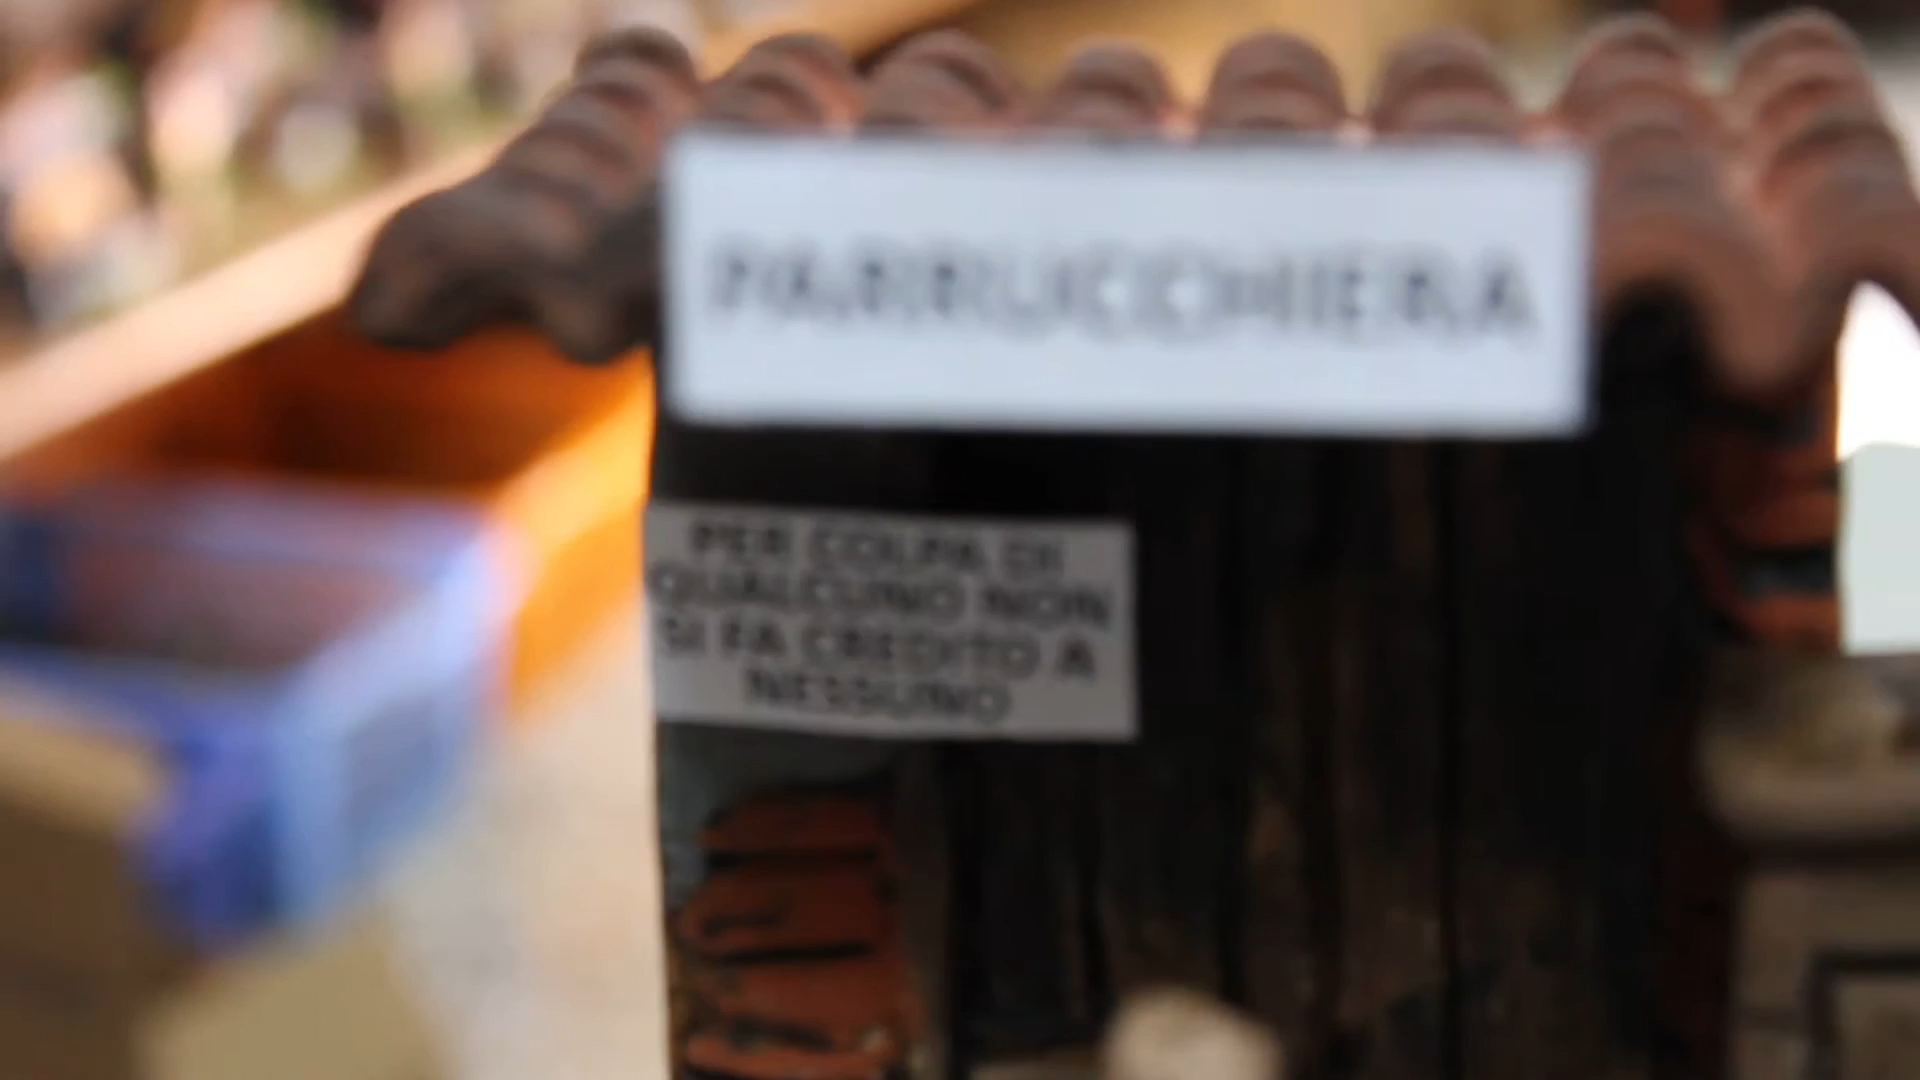 PARRUCCHIERA
PER COLPA DI
QUALCUNO NON
SI FA CREDITO A
NESSUNO